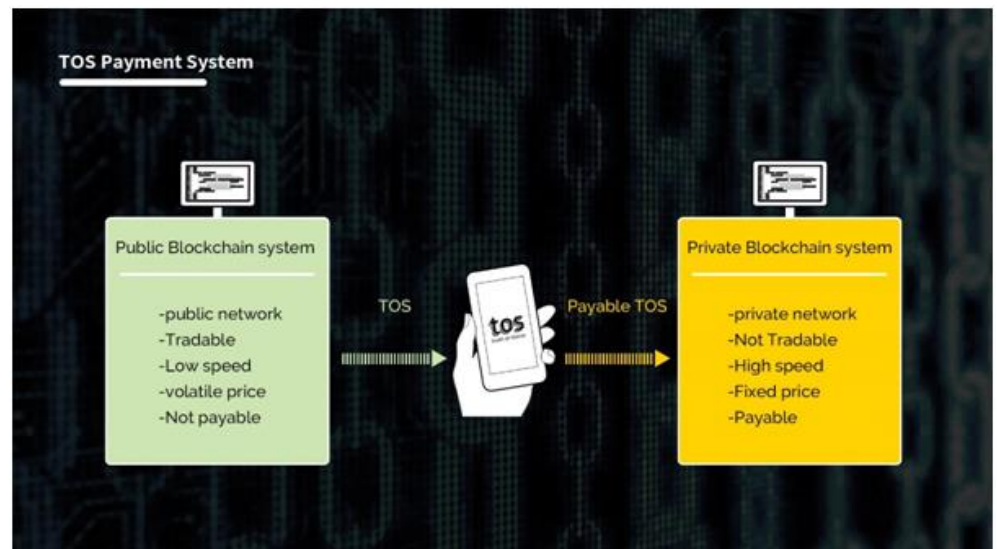 TOS Payment System
Public Blockchain system
-public network
-Tradable
-Low speed
-volatile price
-Not payable
TOS
tos
Payable TOS
Private Blockchain system
-private network
-Not Tradable
-High speed
-Fixed price
-Payable